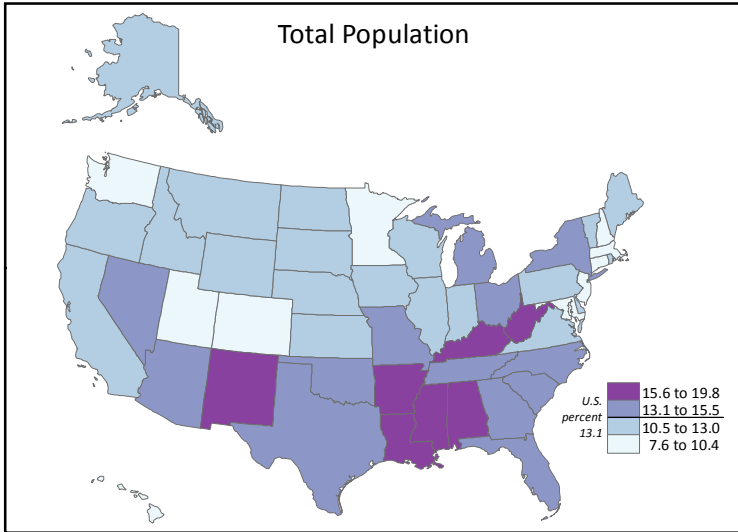 Total Population
U.S.
percent
13.1
15.6 to 19.8
13.1 to 15.5
10.5 to 13.0
7.6 to 10.4